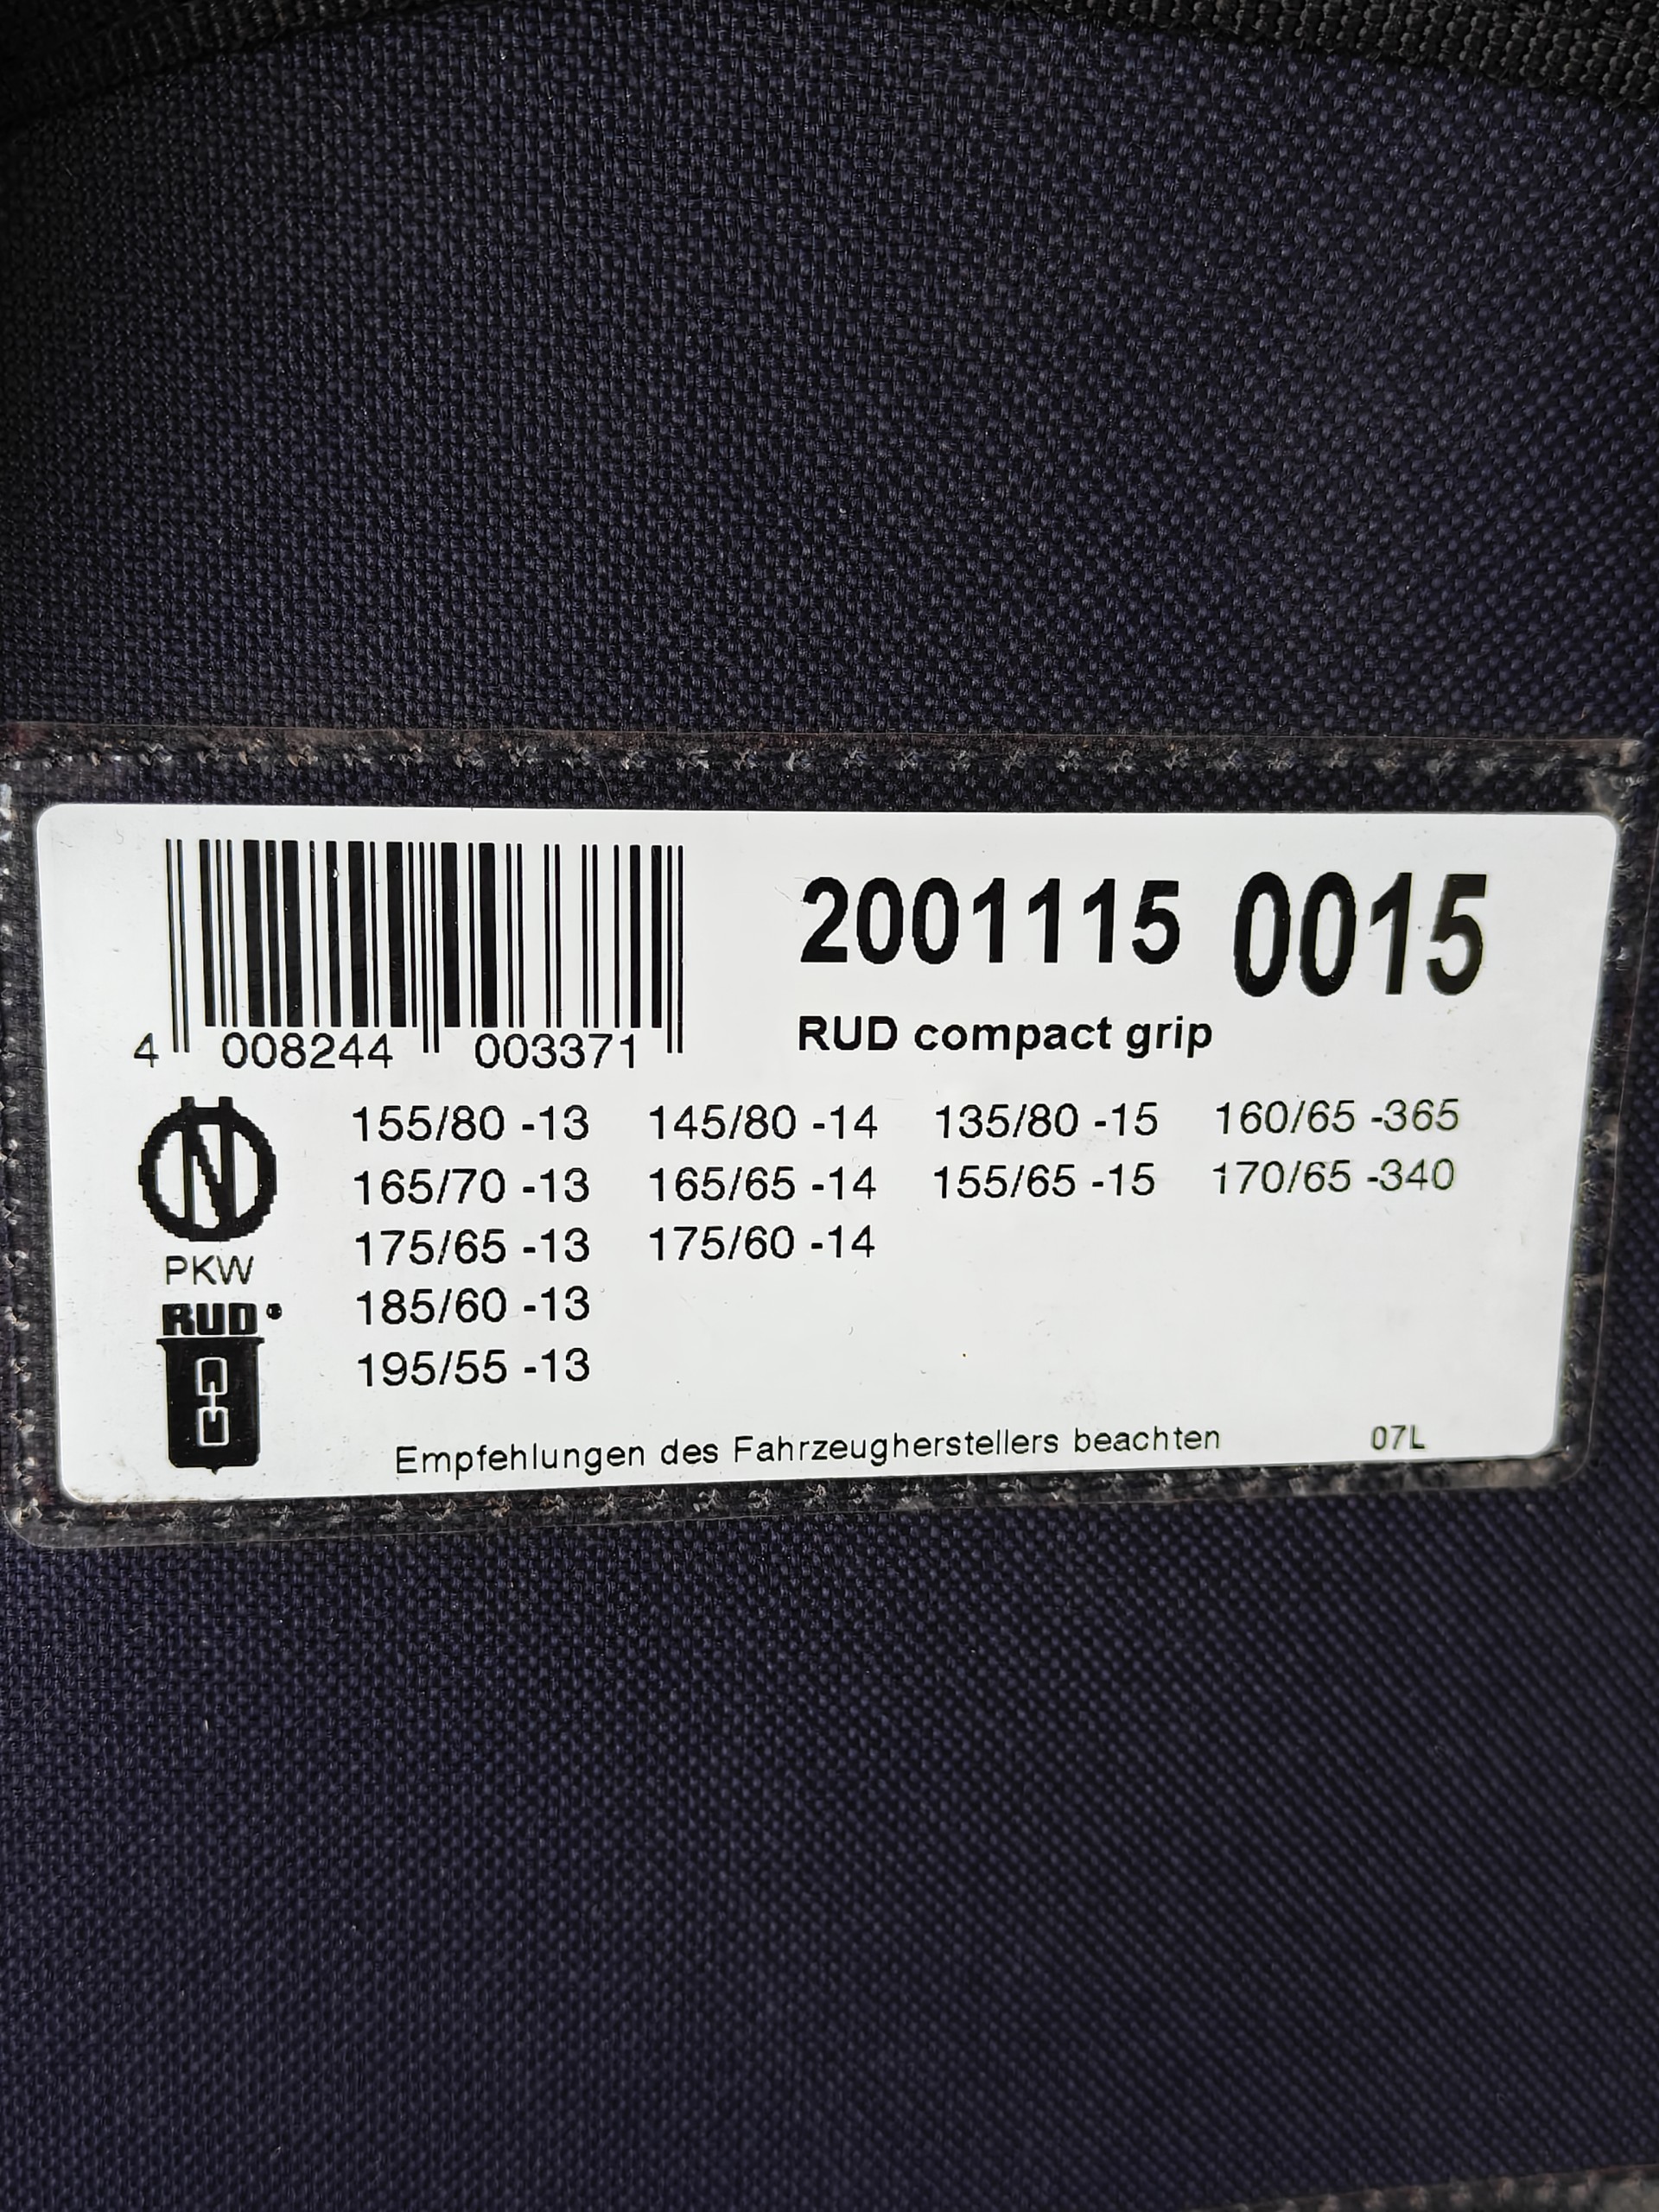 2001115 0015
4 008244 003371
RUD compact grip
N
PKW
RUD®
155/80 -13 145/80 -14 135/80 -15 160/65 -365
165/70 -13 165/65 -14 155/65 -15 170/65 -340
175/65 -13 175/60 -14
185/60 -13
195/55 -13
Empfehlungen des Fahrzeugherstellers beachten 07L